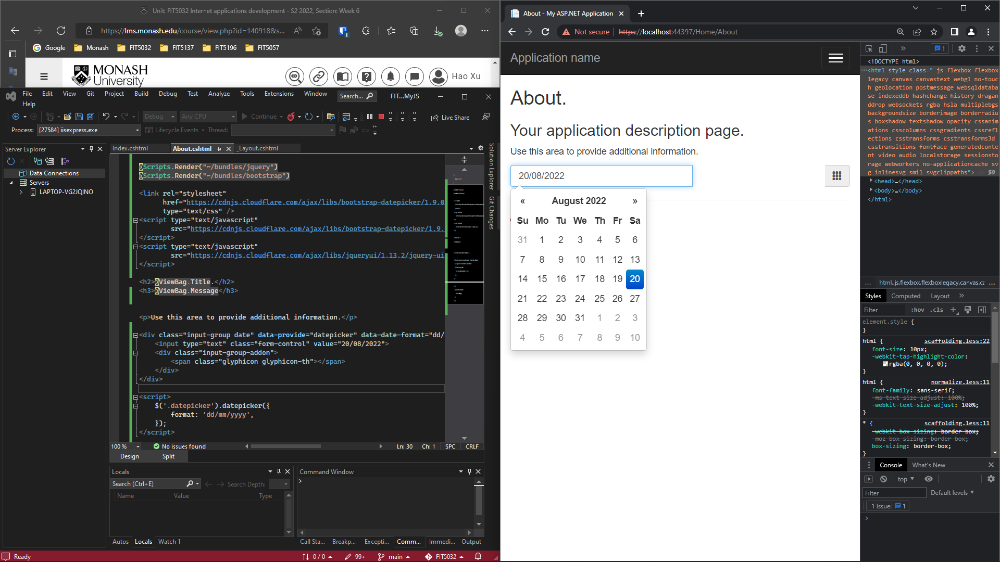 Unit: FIT5032 Internet applications development - S2 2022, Section: Week 6
https://lms.monash.edu/course/view.php?id=140918&s...
Google Monash FIT5032 FIT5137 FIT5196 FIT5057
MONASH University
Hao Xu
File Edit View Git Project Build Debug Test Analyze Tools Extensions Window Help
Search... FIT...MyJS
Debug Any CPU Continue Live Share
Process: [27584] iisexpress.exe Lifecycle Events Thread:
Server Explorer
Data Connections
Servers
LAPTOP-VG2JQINO
Index.cshtml About.cshtml _Layout.cshtml
@Scripts.Render("~/bundles/jquery")
@Scripts.Render("~/bundles/bootstrap")
<link rel="stylesheet"
href="https://cdnjs.cloudflare.com/ajax/libs/bootstrap-datepicker/1.9.0
type="text/css" />
<script type="text/javascript"
src="https://cdnjs.cloudflare.com/ajax/libs/bootstrap-datepicker/1.9.
</script>
<script type="text/javascript"
src="https://cdnjs.cloudflare.com/ajax/libs/jqueryui/1.13.2/jquery-ui
</script>
<h2>@ViewBag.Title.</h2>
<h3>@ViewBag.Message</h3>
<p>Use this area to provide additional information.</p>
<div class="input-group date" data-provide="datepicker" data-date-format="dd/
<input type="text" class="form-control" value="20/08/2022">
<div class="input-group-addon">
<span class="glyphicon glyphicon-th"></span>
</div>
</div>
<script>
$('.datepicker').datepicker({
format: 'dd/mm/yyyy',
});
</script>
Solution Explorer
Git Changes
100 % No issues found Ln: 30 Ch: 1 SPC CRLF
Design Split
Locals
Search (Ctrl+E) Search Depth:
Name Value Type
Autos Locals Watch 1
Command Window
>
Call Sta... Breakp... Excepti... Comm... Immedi... Output
Ready 0 / 0 99+ main FIT5032
About - My ASP.NET Application
Not secure https://localhost:44397/Home/About
Application name
About.
Your application description page.
Use this area to provide additional information.
20/08/2022
« August 2022 »
Su Mo Tu We Th Fr Sa
31 1 2 3 4 5 6
7 8 9 10 11 12 13
14 15 16 17 18 19 20
21 22 23 24 25 26 27
28 29 30 31 1 2 3
4 5 6 7 8 9 10
1
<!DOCTYPE html>
<html style class=" js flexbox flexbox
legacy canvas canvastext webgl no-touc
h geolocation postmessage websqldataba
se indexeddb hashchange history dragan
ddrop websockets rgba hsla multiplebgs
backgroundsize borderimage borderradiu
s boxshadow textshadow opacity cssanim
ations csscolumns cssgradients cssrefl
ections csstransforms csstransforms3d
csstransitions fontface generatedconte
nt video audio localstorage sessionsto
rage webworkers no-applicationcache sv
g inlinesvg smil svgclippaths"> == $0
<head>…</head>
<body>…</body>
</html>
... html.js.flexbox.flexboxlegacy.canvas.ca ...
Styles Computed Layout
Filter :hov .cls
element.style {
}
html { scaffolding.less:22
font-size: 10px;
-webkit-tap-highlight-color:
rgba(0, 0, 0, 0);
}
html { normalize.less:11
font-family: sans-serif;
-ms-text-size-adjust: 100%;
-webkit-text-size-adjust: 100%;
}
* { scaffolding.less:11
-webkit-box-sizing: border-box;
-moz-box-sizing: border-box;
box-sizing: border-box;
}
Console What's New
top
Filter Default levels
1 Issue: 1